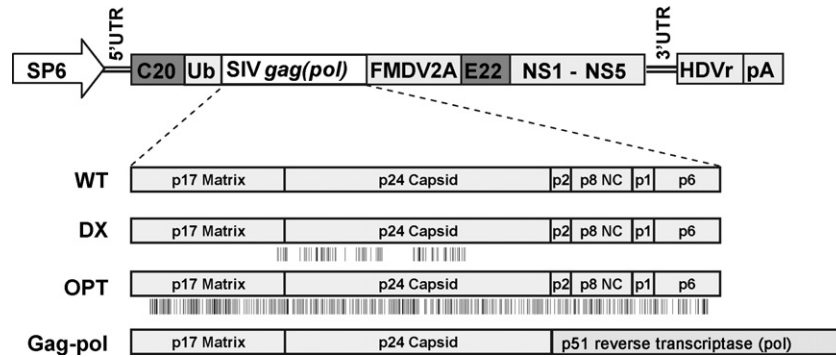 5'UTR 3'UTR
SP6 C20 Ub SIV gag(pol) FMDV2A E22 NS1 - NS5 HDVr pA
WT p17 Matrix p24 Capsid p2 p8 NC p1 p6
DX p17 Matrix p24 Capsid p2 p8 NC p1 p6
OPT p17 Matrix p24 Capsid p2 p8 NC p1 p6
Gag-pol p17 Matrix p24 Capsid p51 reverse transcriptase (pol)